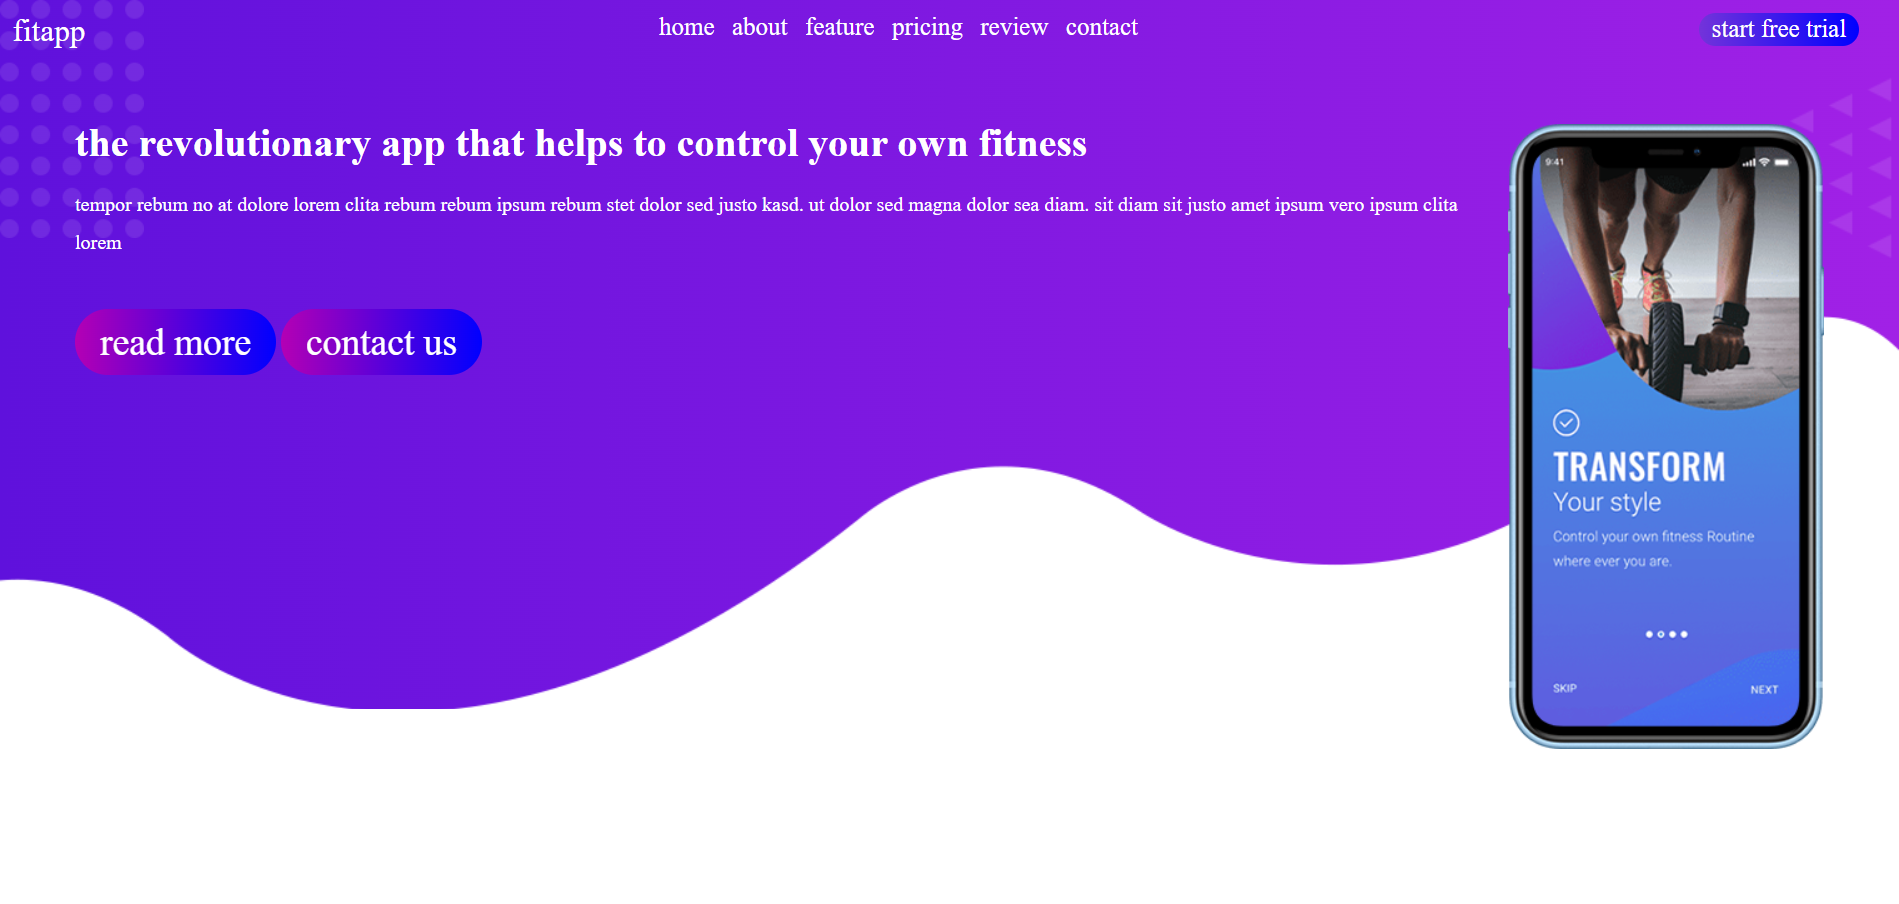 fitapp
home about feature pricing review contact
start free trial
the revolutionary app that helps to control your own fitness
tempor rebum no at dolore lorem clita rebum rebum ipsum rebum stet dolor sed justo kasd. ut dolor sed magna dolor sea diam. sit diam sit justo amet ipsum vero ipsum clita
lorem
read more contact us
9:41
TRANSFORM
Your style
Control your own fitness Routine
where ever you are.
SKIP NEXT